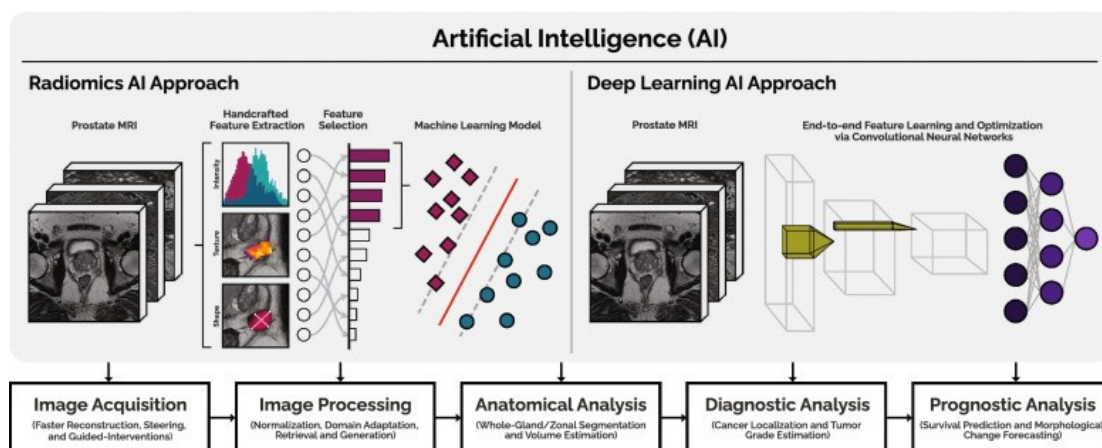 Artificial Intelligence (AI)
Radiomics AI Approach
Prostate MRI
Handcrafted
Feature Extraction
Feature
Selection
Machine Learning Model
Intensity
Texture
Shape
Deep Learning AI Approach
Prostate MRI
End-to-end Feature Learning and Optimization
via Convolutional Neural Networks
Image Acquisition
(Faster Reconstruction, Steering,
and Guided-Interventions)
Image Processing
(Normalization, Domain Adaptation,
Retrieval and Generation)
Anatomical Analysis
(Whole-Gland/Zonal Segmentation
and Volume Estimation)
Diagnostic Analysis
(Cancer Localization and Tumor
Grade Estimation)
Prognostic Analysis
(Survival Prediction and Morphological
Change Forecasting)